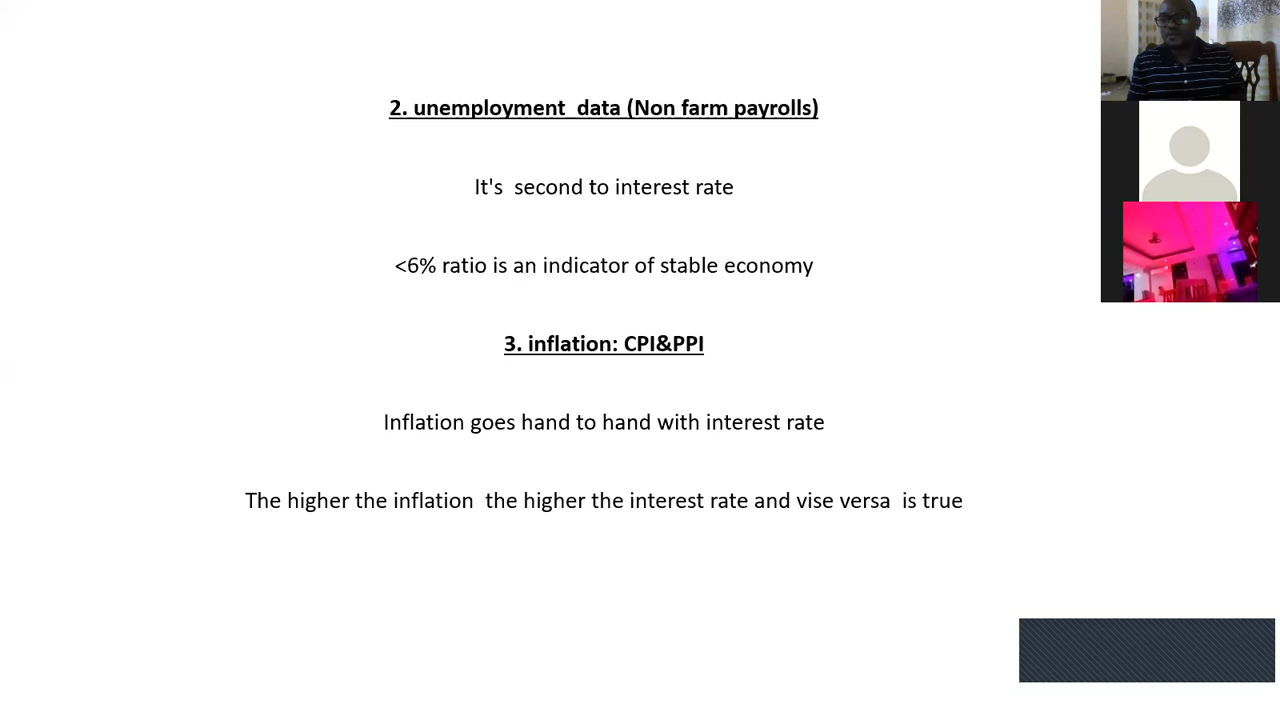 2. unemployment  data (Non farm payrolls)
It's  second to interest rate
<6% ratio is an indicator of stable economy
3. inflation: CPI&PPI
Inflation goes hand to hand with interest rate
The higher the inflation  the higher the interest rate and vise versa  is true